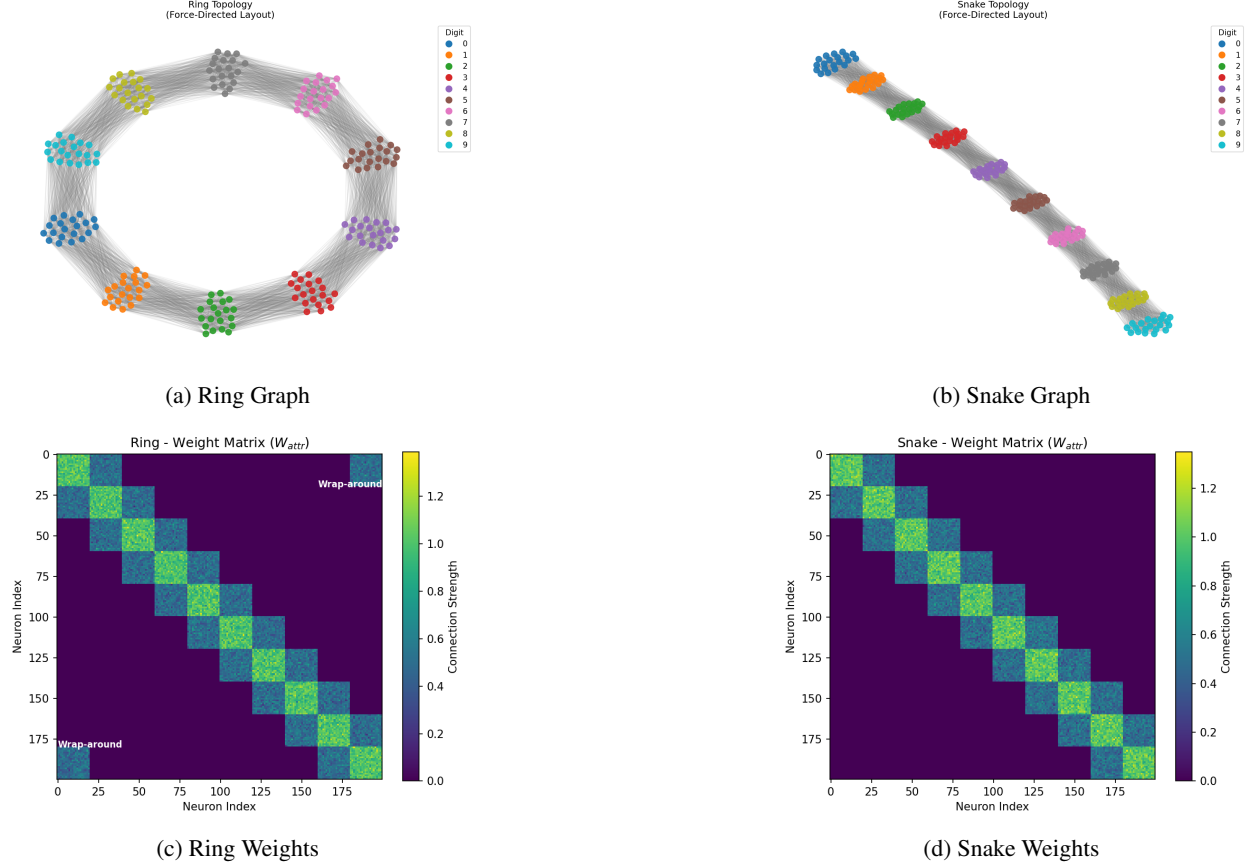 Ring Topology
(Force-Directed Layout)
Digit
0
1
2
3
4
5
6
7
8
9
(a) Ring Graph
Snake Topology
(Force-Directed Layout)
Digit
0
1
2
3
4
5
6
7
8
9
(b) Snake Graph
Ring - Weight Matrix (W_attr)
0
25
50
75
100
125
150
175
Neuron Index
Wrap-around
Wrap-around
0 25 50 75 100 125 150 175
Neuron Index
1.2
1.0
0.8
0.6
0.4
0.2
0.0
Connection Strength
(c) Ring Weights
Snake - Weight Matrix (W_attr)
0
25
50
75
100
125
150
175
Neuron Index
0 25 50 75 100 125 150 175
Neuron Index
1.2
1.0
0.8
0.6
0.4
0.2
0.0
Connection Strength
(d) Snake Weights